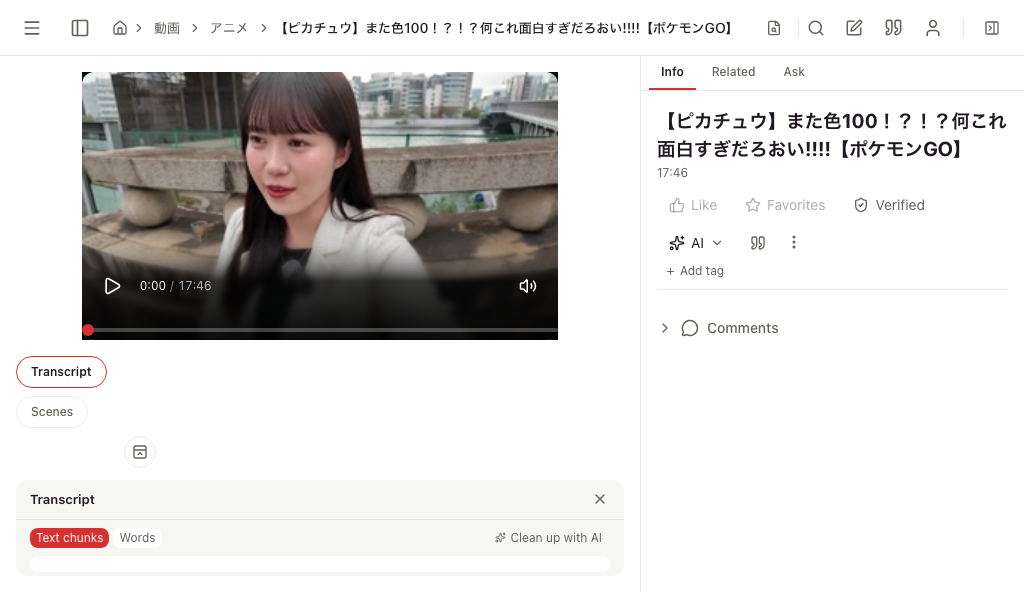 動画
アニメ
【ピカチュウ】また色100！？！？何これ面白すぎだろおい!!!!【ポケモンGO】
0:00 / 17:46
Transcript
Scenes
Transcript
Text chunks
Words
Clean up with AI
Info
Related
Ask
【ピカチュウ】また色100！？！？何これ
面白すぎだろおい!!!!【ポケモンGO】
17:46
Like
Favorites
Verified
AI
+ Add tag
Comments